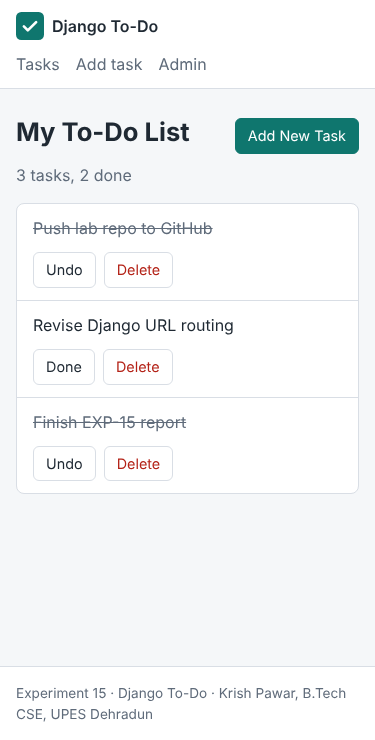 Django To-Do
Tasks Add task Admin
My To-Do List
Add New Task
3 tasks, 2 done
Push lab repo to GitHub
Undo Delete
Revise Django URL routing
Done Delete
Finish EXP-15 report
Undo Delete
Experiment 15 · Django To-Do · Krish Pawar, B.Tech
CSE, UPES Dehradun